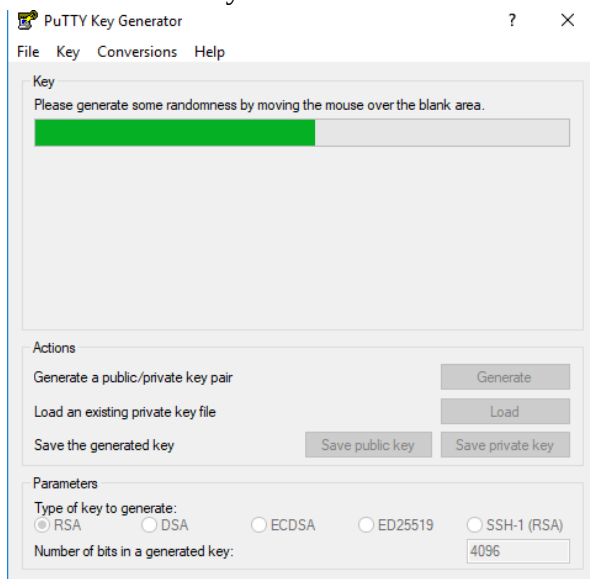 PuTTY Key Generator ? ×
File Key Conversions Help
Key
Please generate some randomness by moving the mouse over the blank area.
Actions
Generate a public/private key pair Generate
Load an existing private key file Load
Save the generated key Save public key Save private key
Parameters
Type of key to generate:
RSA DSA ECDSA ED25519 SSH-1 (RSA)
Number of bits in a generated key: 4096